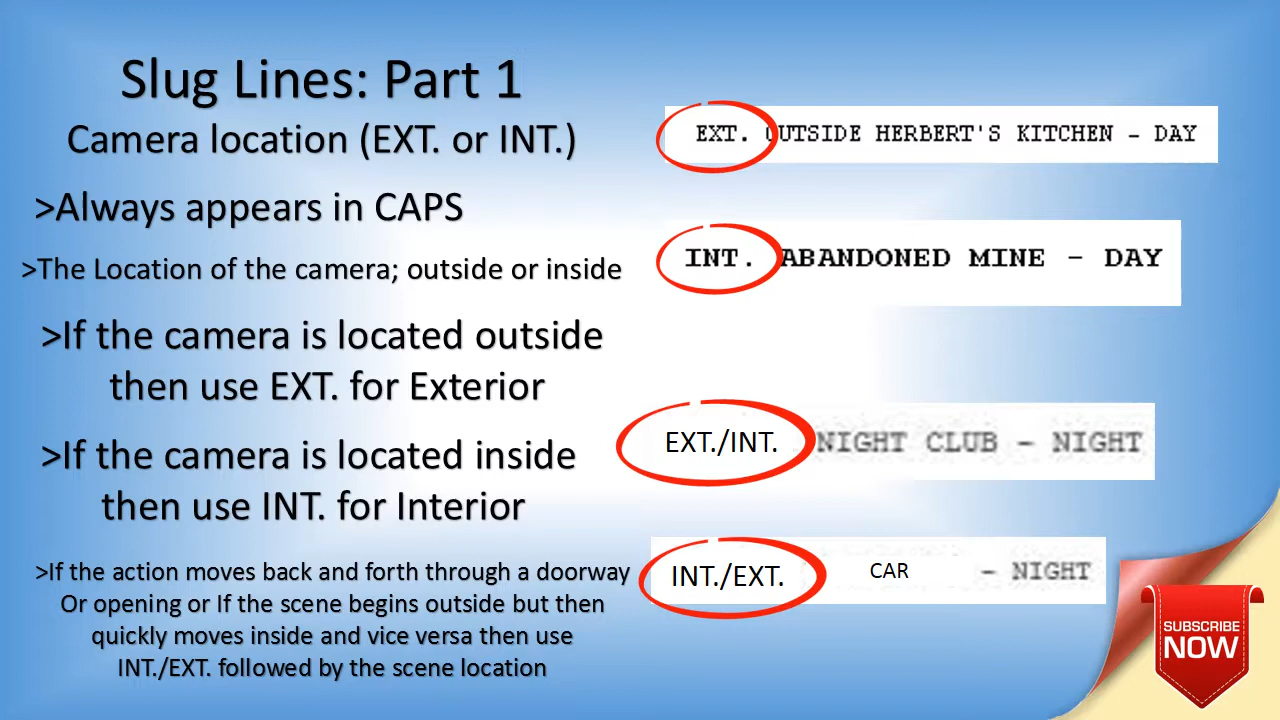 Slug Lines: Part 1
Camera location (EXT. or INT.)
>Always appears in CAPS
>The Location of the camera; outside or inside
>If the camera is located outside
then use EXT. for Exterior
>If the camera is located inside
then use INT. for Interior
>If the action moves back and forth through a doorway
Or opening or If the scene begins outside but then
quickly moves inside and vice versa then use
INT./EXT. followed by the scene location
EXT. OUTSIDE HERBERT'S KITCHEN - DAY
INT. ABANDONED MINE - DAY
EXT./INT. NIGHT CLUB - NIGHT
INT./EXT. CAR - NIGHT
SUBSCRIBE
NOW